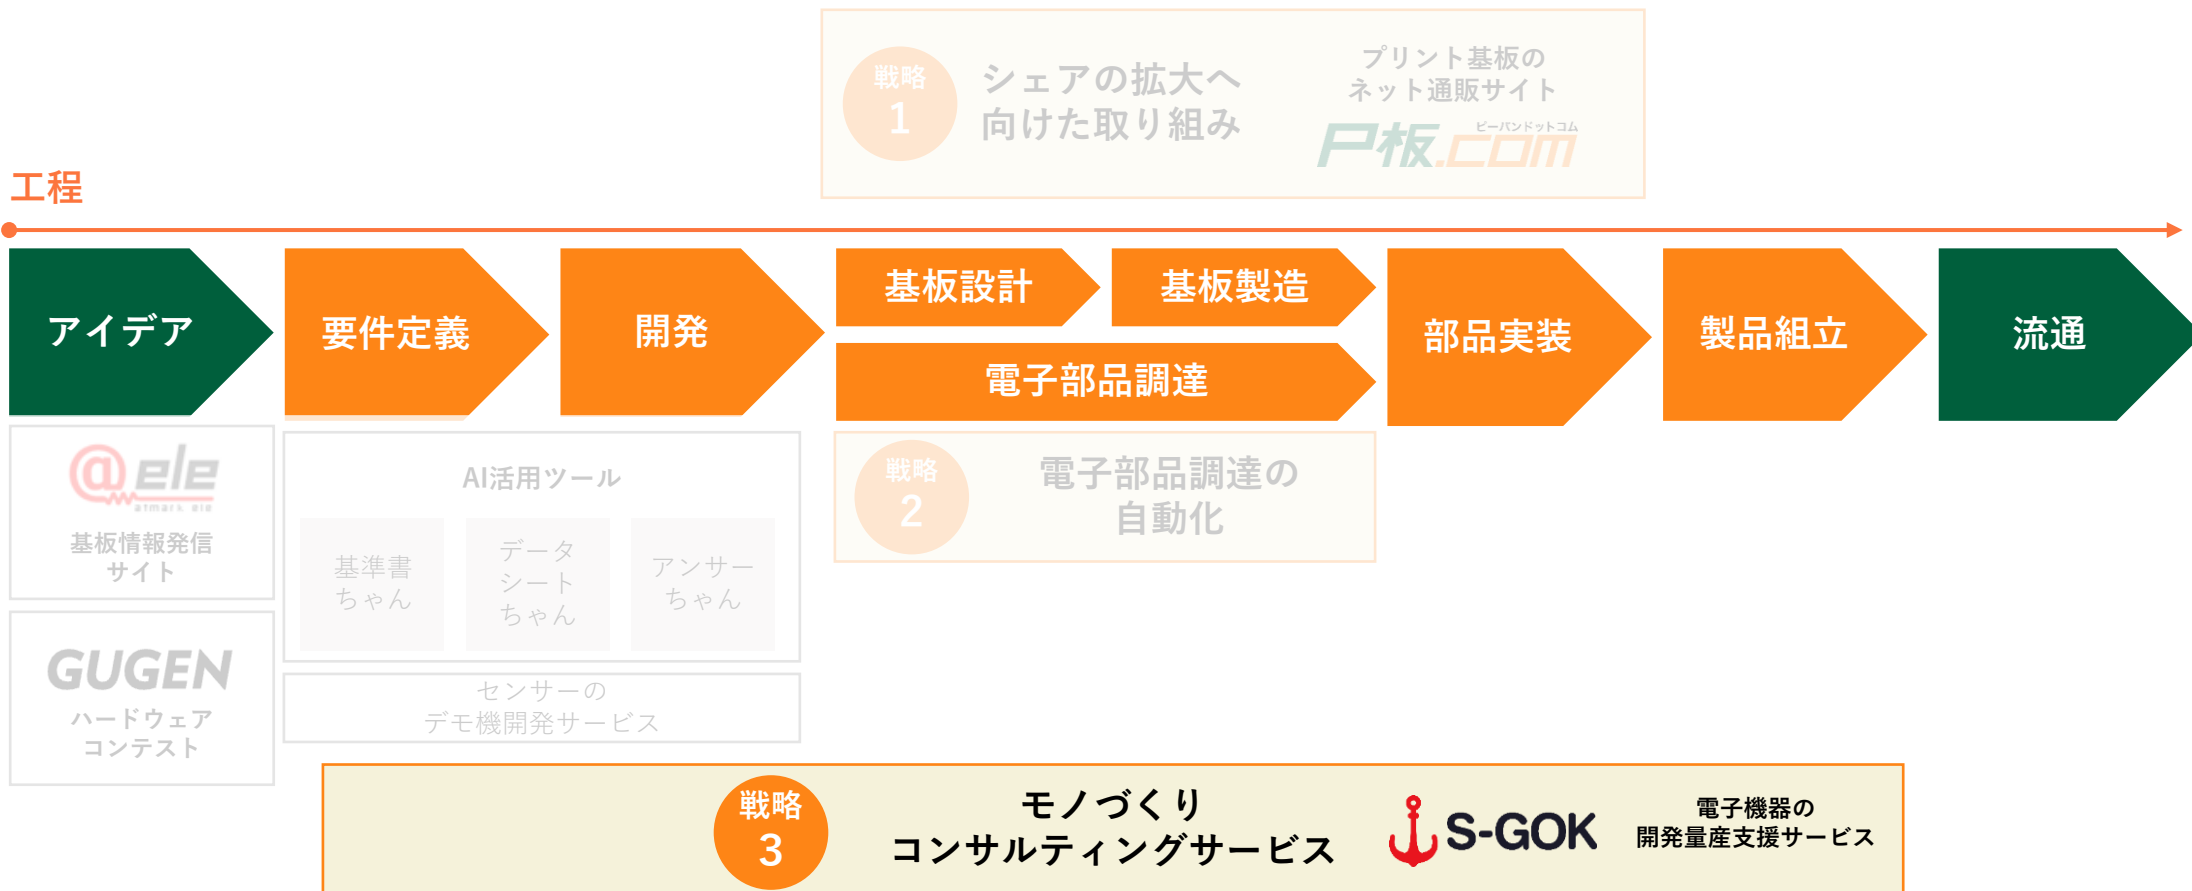 戦略
1
シェアの拡大へ
向けた取り組み
プリント基板の
ネット通販サイト
ピーバンドットコム
P板.com
工程
アイデア
要件定義
開発
基板設計
基板製造
電子部品調達
部品実装
製品組立
流通
@ele
atmark ele
基板情報発信
サイト
GUGEN
ハードウェア
コンテスト
AI活用ツール
基準書
ちゃん
データ
シート
ちゃん
アンサー
ちゃん
センサーの
デモ機開発サービス
戦略
2
電子部品調達の
自動化
戦略
3
モノづくり
コンサルティングサービス
S-GOK
電子機器の
開発量産支援サービス